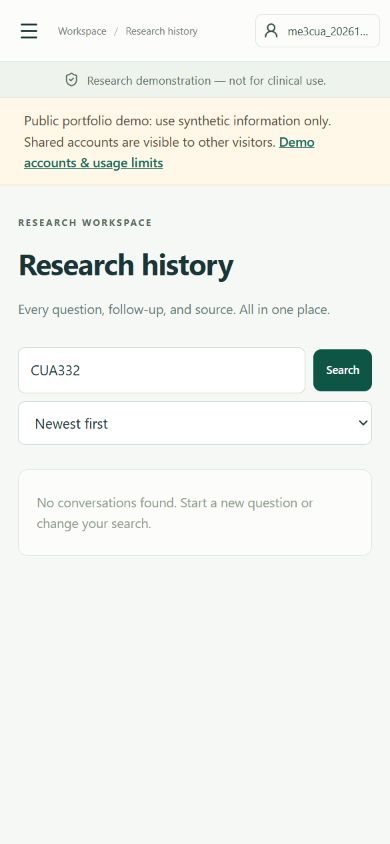 Workspace / Research history
me3cua_20261...
Research demonstration — not for clinical use.
Public portfolio demo: use synthetic information only.
Shared accounts are visible to other visitors. Demo
accounts & usage limits
RESEARCH WORKSPACE
Research history
Every question, follow-up, and source. All in one place.
CUA332
Search
Newest first
No conversations found. Start a new question or
change your search.